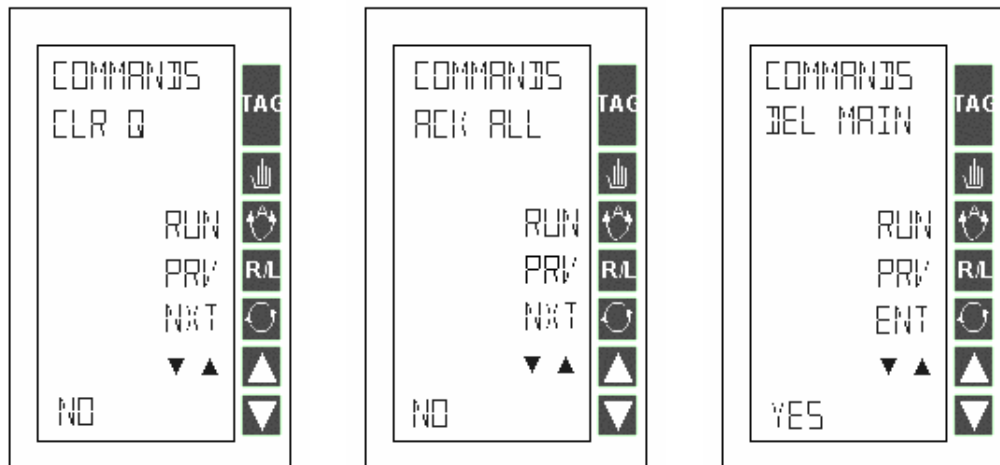 COMMANDS
CLR Q
RUN
PRV
NXT
▼ ▲
NO
TAG
A
R/L
COMMANDS
ACK ALL
RUN
PRV
NXT
▼ ▲
NO
TAG
A
R/L
COMMANDS
DEL MAIN
RUN
PRV
ENT
▼ ▲
YES
TAG
A
R/L